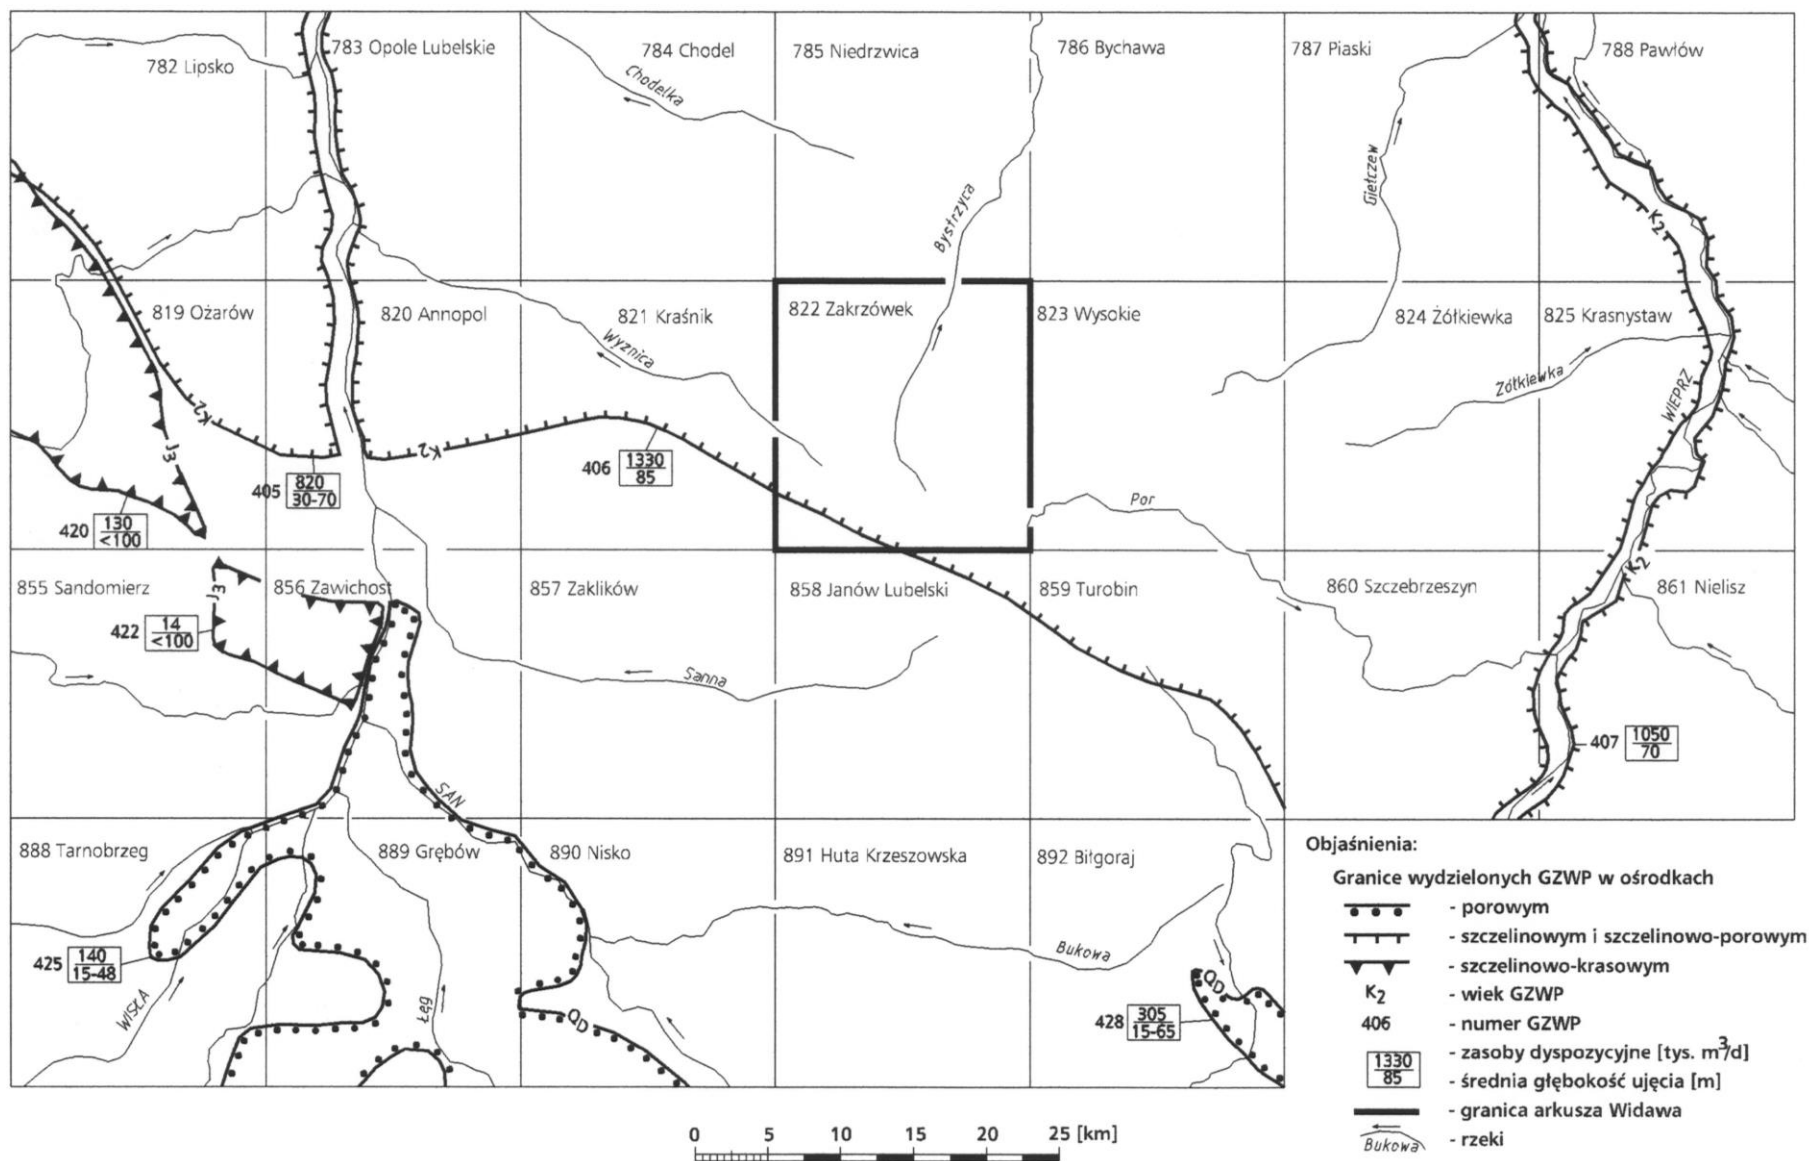 782 Lipsko
783 Opole Lubelskie
784 Chodel
785 Niedrzwica
786 Bychawa
787 Piaski
788 Pawłów
Chodelka
Bystrzyca
Giełczew
K2
819 Ożarów
820 Annopol
821 Kraśnik
822 Zakrzówek
823 Wysokie
824 Żółkiewka
825 Krasnystaw
Wyznica
Żółkiewka
WIEPRZ
K2
J3
K2
405 820
30-70
406 1330
85
420 130
<100
Por
K2
855 Sandomierz
856 Zawichost
857 Zaklików
858 Janów Lubelski
859 Turobin
860 Szczebrzeszyn
861 Nielisz
J3
422 14
<100
Sanna
407 1050
70
SAN
888 Tarnobrzeg
889 Grębów
890 Nisko
891 Huta Krzeszowska
892 Biłgoraj
425 140
15-48
WISŁA
Łęg
QD
Bukowa
QD
428 305
15-65
Objaśnienia:
Granice wydzielonych GZWP w ośrodkach
- porowym
- szczelinowym i szczelinowo-porowym
- szczelinowo-krasowym
K2 - wiek GZWP
406 - numer GZWP
1330 - zasoby dyspozycyjne [tys. m³/d]
85 - średnia głębokość ujęcia [m]
- granica arkusza Widawa
Bukowa - rzeki
0 5 10 15 20 25 [km]